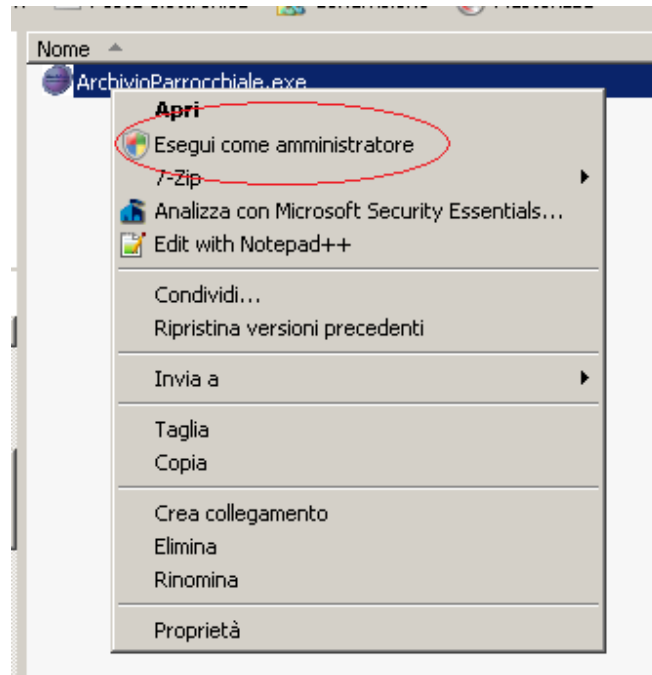 Nome
ArchivioParrocchiale.exe
Apri
Esegui come amministratore
7-Zip
Analizza con Microsoft Security Essentials...
Edit with Notepad++
Condividi...
Ripristina versioni precedenti
Invia a
Taglia
Copia
Crea collegamento
Elimina
Rinomina
Proprietà